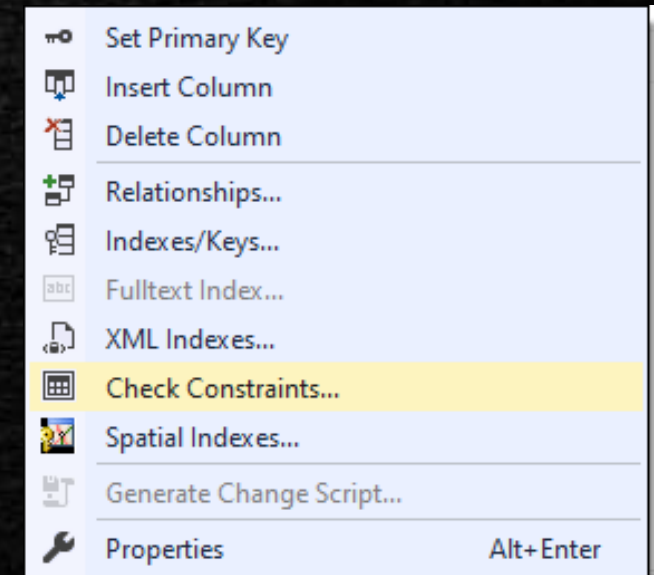 Set Primary Key
Insert Column
Delete Column
Relationships...
Indexes/Keys...
abc Fulltext Index...
XML Indexes...
Check Constraints...
Spatial Indexes...
Generate Change Script...
Properties Alt+Enter